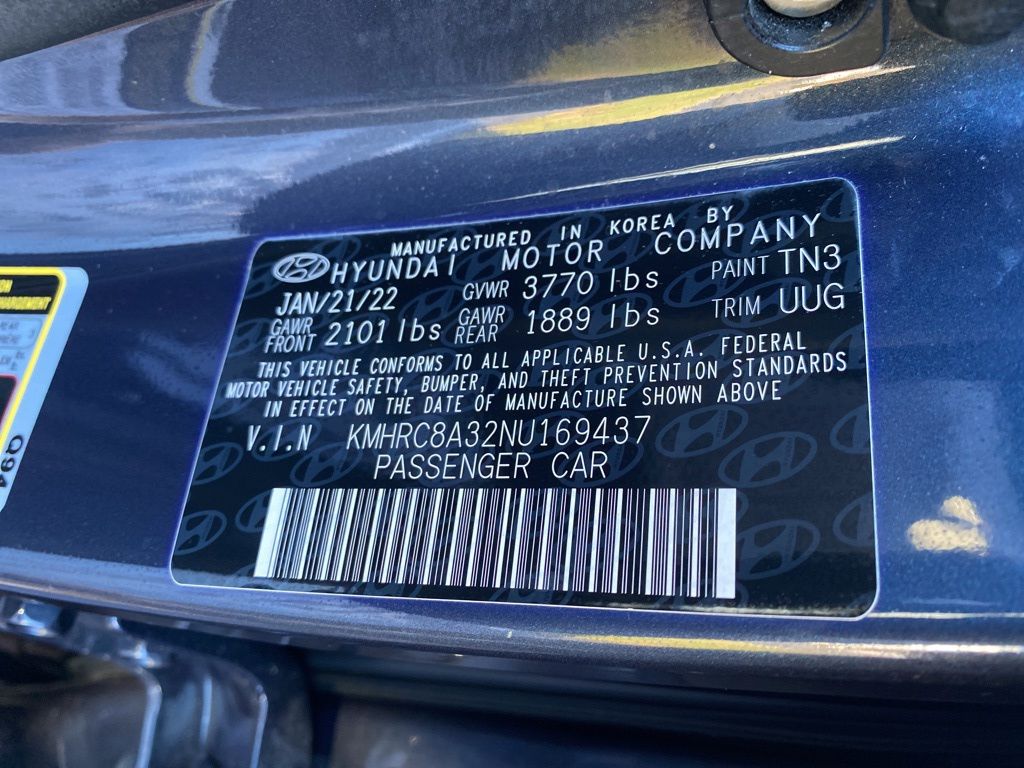 MANUFACTURED IN KOREA BY
HYUNDAI MOTOR COMPANY
JAN/21/22 GVWR 3770 lbs PAINT TN3
GAWR FRONT 2101 lbs GAWR REAR 1889 lbs TRIM UUG
THIS VEHICLE CONFORMS TO ALL APPLICABLE U.S.A. FEDERAL
MOTOR VEHICLE SAFETY, BUMPER, AND THEFT PREVENTION STANDARDS
IN EFFECT ON THE DATE OF MANUFACTURE SHOWN ABOVE
V.I.N KMHRC8A32NU169437
PASSENGER CAR